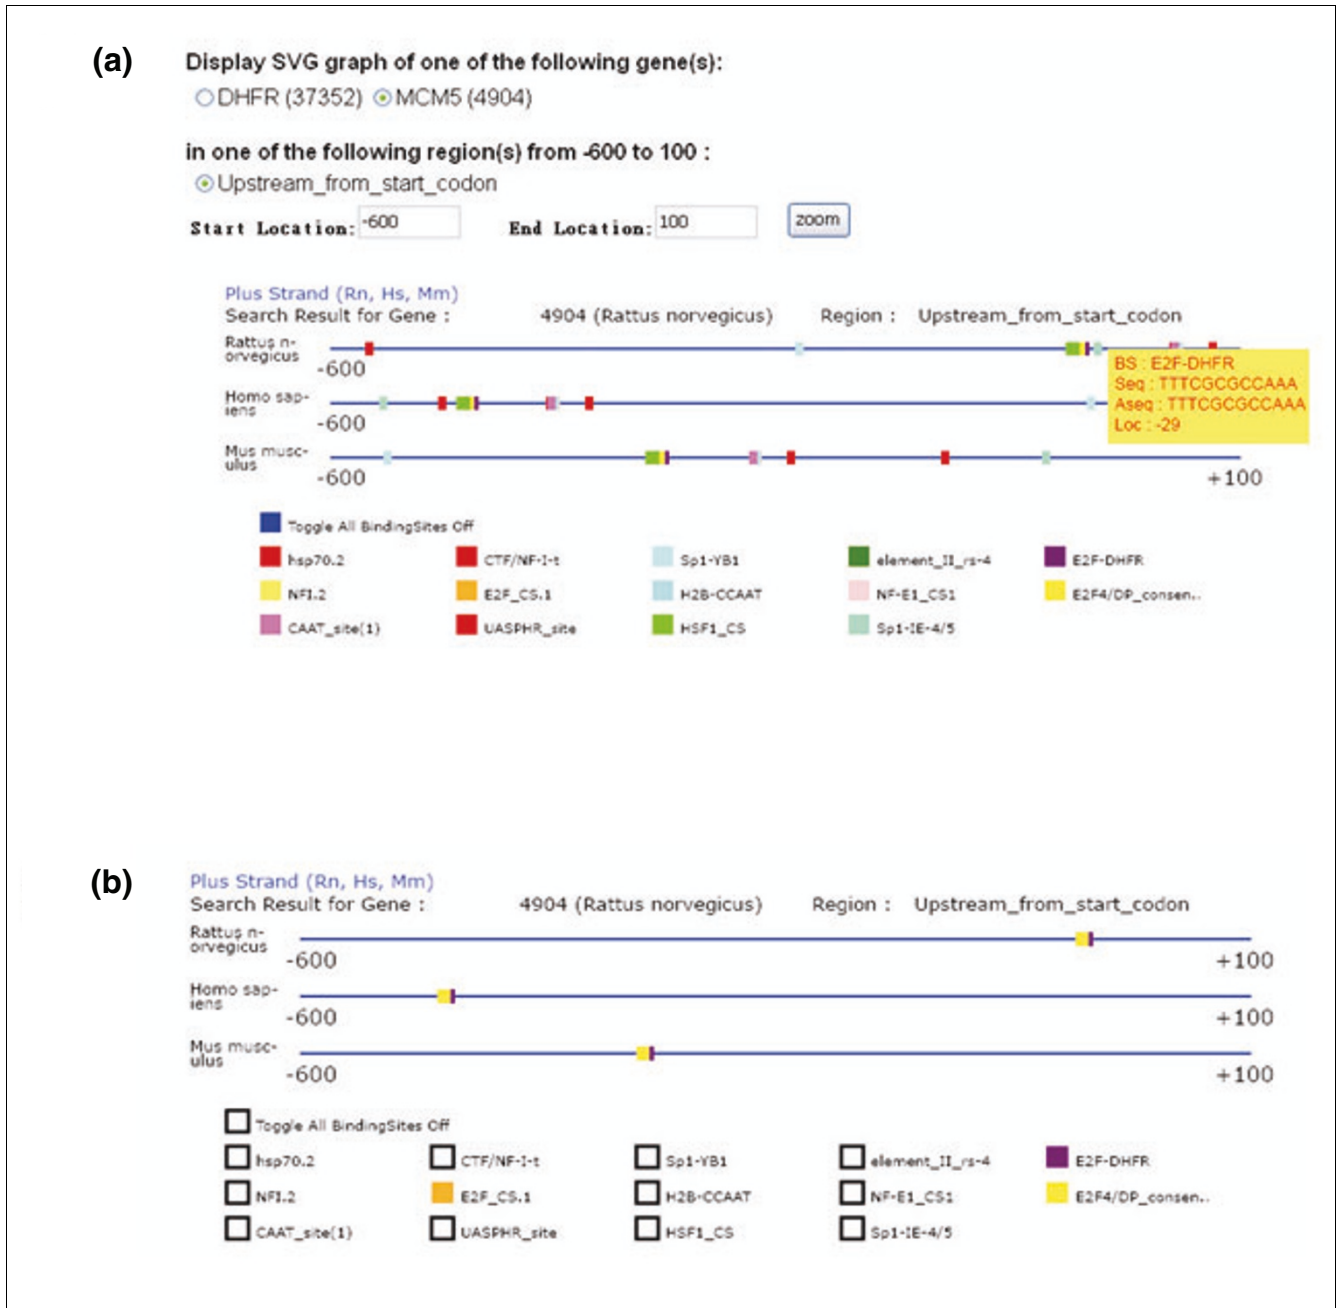 (a)
Display SVG graph of one of the following gene(s):
DHFR (37352) MCM5 (4904)
in one of the following region(s) from -600 to 100 :
Upstream_from_start_codon
Start Location: -600 End Location: 100 zoom
Plus Strand (Rn, Hs, Mm)
Search Result for Gene : 4904 (Rattus norvegicus) Region : Upstream_from_start_codon
Rattus n-
orvegicus
-600
BS : E2F-DHFR
Seq : TTTCGCGCCAAA
Aseq : TTTCGCGCCAAA
Loc : -29
Homo sap-
iens
-600
Mus musc-
ulus
-600 +100
Toggle All BindingSites Off
hsp70.2 CTF/NF-I-t Sp1-YB1 element_II_rs-4 E2F-DHFR
NFI.2 E2F_CS.1 H2B-CCAAT NF-E1_CS1 E2F4/DP_consen..
CAAT_site(1) UASPHR_site HSF1_CS Sp1-IE-4/5
(b)
Plus Strand (Rn, Hs, Mm)
Search Result for Gene : 4904 (Rattus norvegicus) Region : Upstream_from_start_codon
Rattus n-
orvegicus
-600 +100
Homo sap-
iens
-600 +100
Mus musc-
ulus
-600 +100
Toggle All BindingSites Off
hsp70.2 CTF/NF-I-t Sp1-YB1 element_II_rs-4 E2F-DHFR
NFI.2 E2F_CS.1 H2B-CCAAT NF-E1_CS1 E2F4/DP_consen..
CAAT_site(1) UASPHR_site HSF1_CS Sp1-IE-4/5